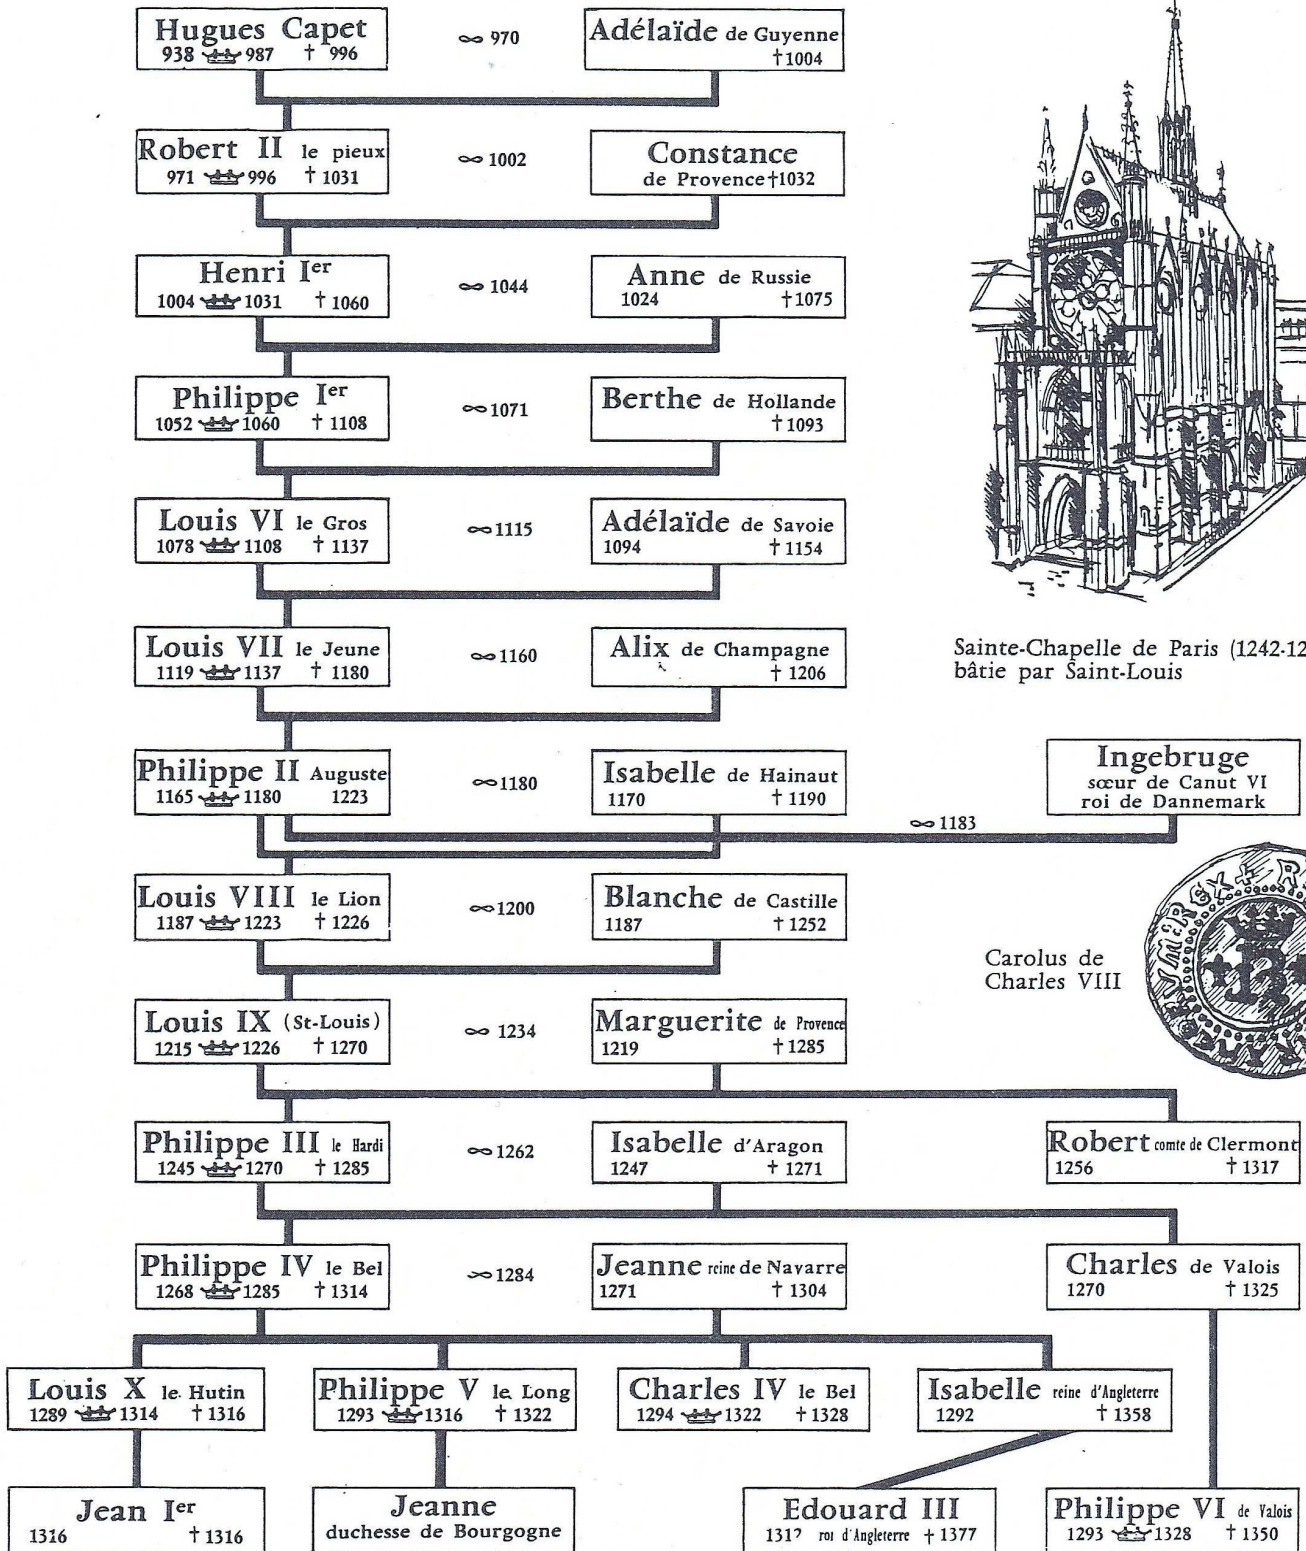 Hugues Capet
938 987 † 996
∞ 970
Adélaïde de Guyenne
† 1004
Robert II le pieux
971 996 † 1031
∞ 1002
Constance
de Provence † 1032
Henri Ier
1004 1031 † 1060
∞ 1044
Anne de Russie
1024 † 1075
Philippe Ier
1052 1060 † 1108
∞ 1071
Berthe de Hollande
† 1093
Louis VI le Gros
1078 1108 † 1137
∞ 1115
Adélaïde de Savoie
1094 † 1154
Louis VII le Jeune
1119 1137 † 1180
∞ 1160
Alix de Champagne
† 1206
Sainte-Chapelle de Paris (1242-12
bâtie par Saint-Louis
Philippe II Auguste
1165 1180 1223
∞ 1180
Isabelle de Hainaut
1170 † 1190
Ingebruge
sœur de Canut VI
roi de Dannemark
∞ 1183
Louis VIII le Lion
1187 1223 † 1226
∞ 1200
Blanche de Castille
1187 † 1252
Carolus de
Charles VIII
Louis IX (St-Louis)
1215 1226 † 1270
∞ 1234
Marguerite de Provence
1219 † 1285
Philippe III le Hardi
1245 1270 † 1285
∞ 1262
Isabelle d'Aragon
1247 † 1271
Robert comte de Clermont
1256 † 1317
Philippe IV le Bel
1268 1285 † 1314
∞ 1284
Jeanne reine de Navarre
1271 † 1304
Charles de Valois
1270 † 1325
Louis X le Hutin
1289 1314 † 1316
Philippe V le Long
1293 1316 † 1322
Charles IV le Bel
1294 1322 † 1328
Isabelle reine d'Angleterre
1292 † 1358
Jean Ier
1316 † 1316
Jeanne
duchesse de Bourgogne
Edouard III
roi d'Angleterre † 1377
Philippe VI de Valois
1293 1328 † 1350